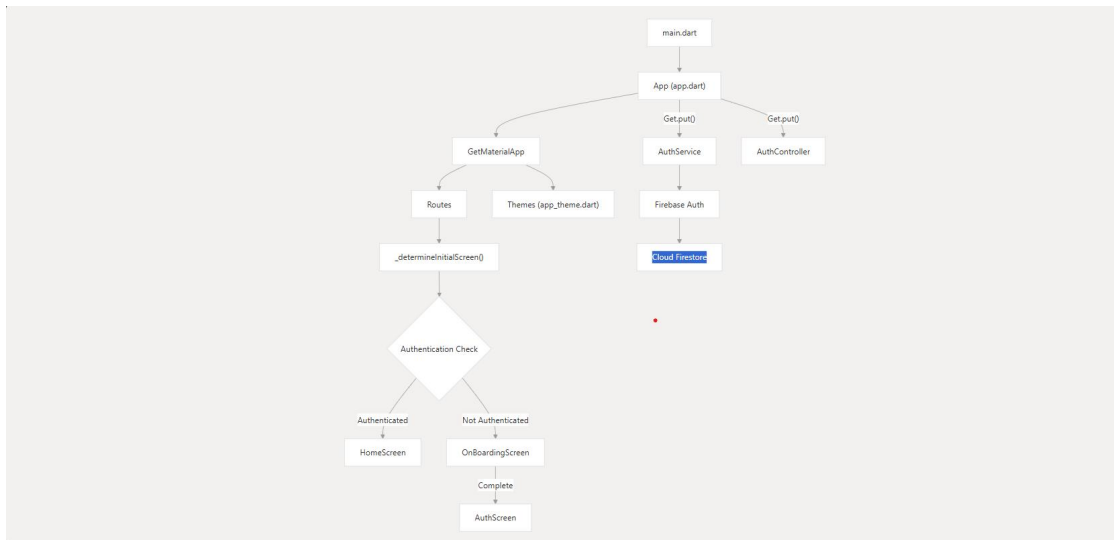 main.dart
App (app.dart)
Get.put()
Get.put()
GetMaterialApp
AuthService
AuthController
Routes
Themes (app_theme.dart)
Firebase Auth
_determineInitialScreen()
Cloud Firestore
Authentication Check
Authenticated
Not Authenticated
HomeScreen
OnBoardingScreen
Complete
AuthScreen